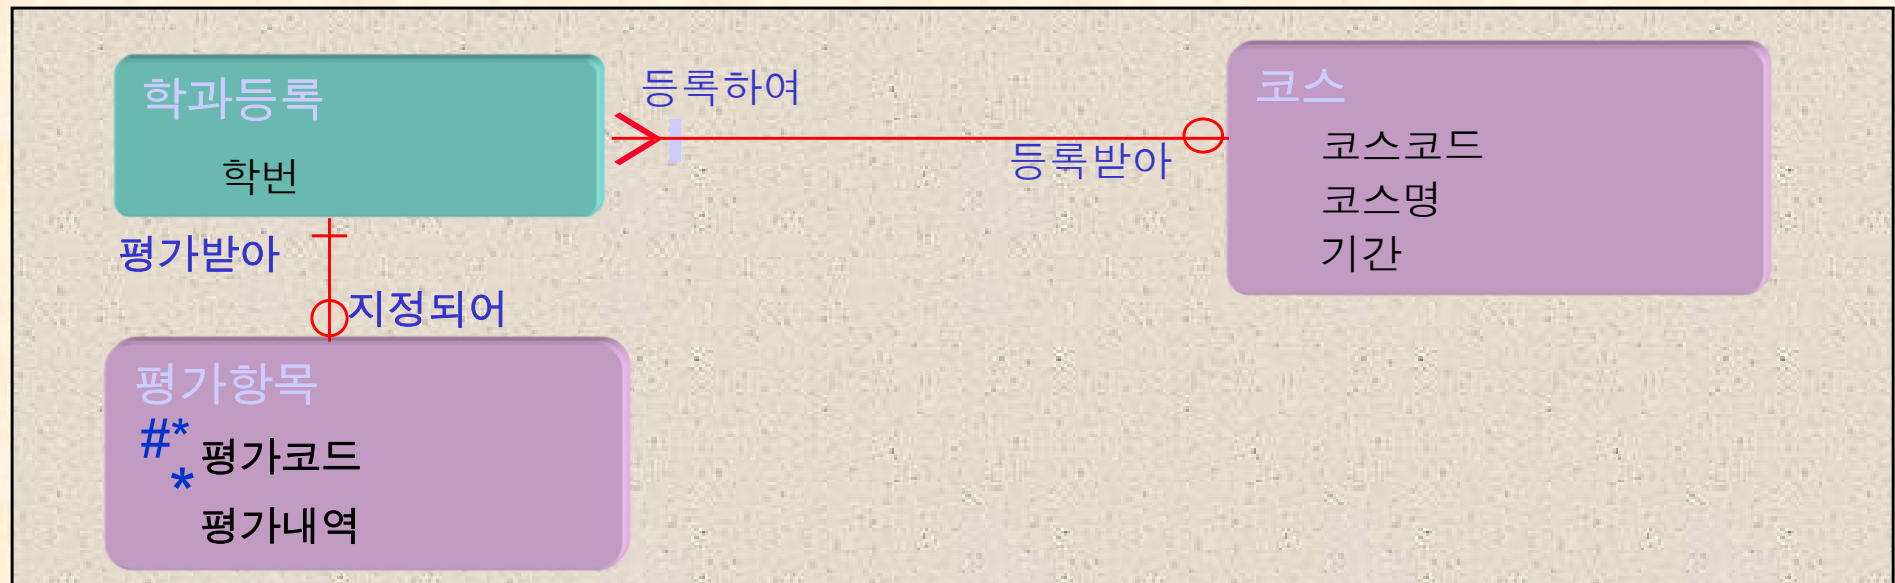 학과등록
학번
등록하여
등록받아
코스
코스코드
코스명
기간
평가받아
지정되어
평가항목
#* 평가코드
* 평가내역